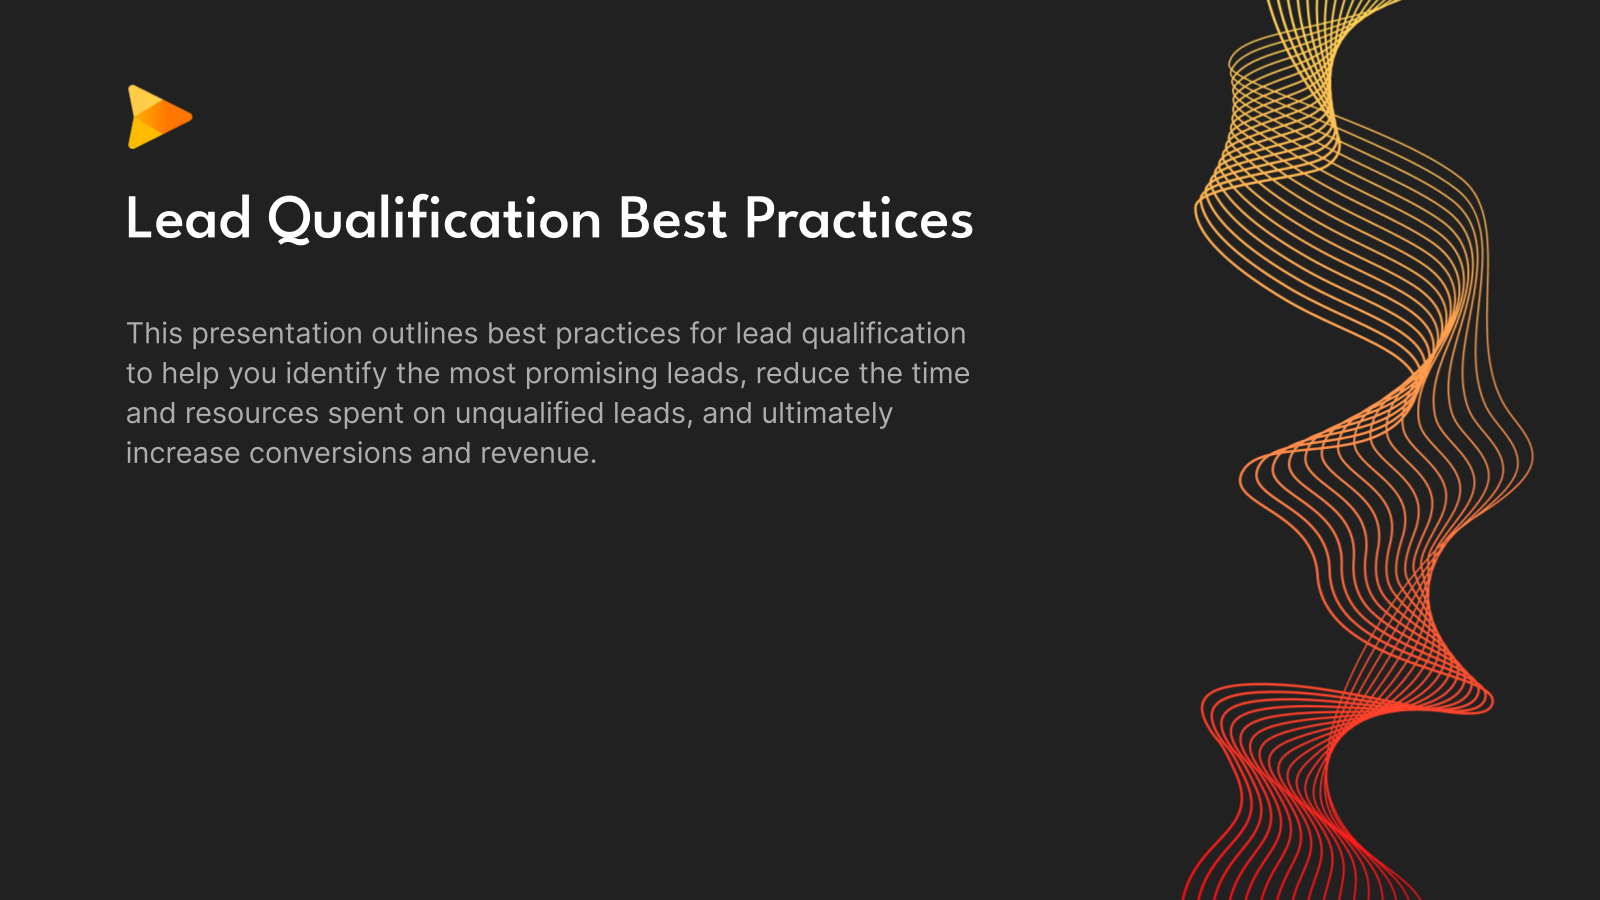 Lead Qualification Best Practices
This presentation outlines best practices for lead qualification
to help you identify the most promising leads, reduce the time
and resources spent on unqualified leads, and ultimately
increase conversions and revenue.